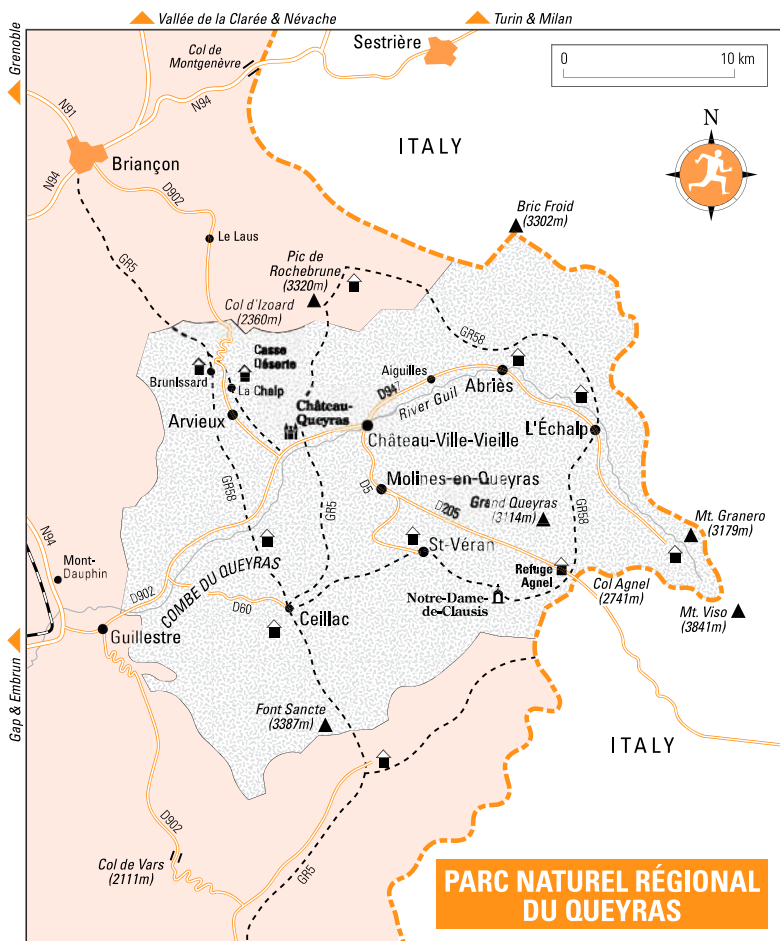 Vallée de la Clarée & Névache
Turin & Milan
Grenoble
Col de
Montgenèvre
Sestrière
0
10 km
N91
N94
ITALY
N
Briançon
N94
D902
Bric Froid
(3302m)
Le Laus
Pic de
Rochebrune
(3320m)
GR5
Col d'Izoard
(2360m)
GR58
Casse
Déserte
Brunissard
La Chalp
Aiguilles
Abriès
D947
River Guil
Arvieux
Château-
Queyras
Château-Ville-Vieille
L'Échalp
Molines-en-Queyras
GR58
D5
GR5
D205
Grand Queyras
(3114m)
GR58
Mt. Granero
(3179m)
N94
Mont-
Dauphin
St-Véran
Refuge
Agnel
Col Agnel
(2741m)
COMBE DU QUEYRAS
D902
D60
Notre-Dame-
de-Clausis
Mt. Viso
(3841m)
Ceillac
Guillestre
Gap & Embrun
Font Sancte
(3387m)
ITALY
D902
Col de Vars
(2111m)
GR5
PARC NATUREL RÉGIONAL
DU QUEYRAS